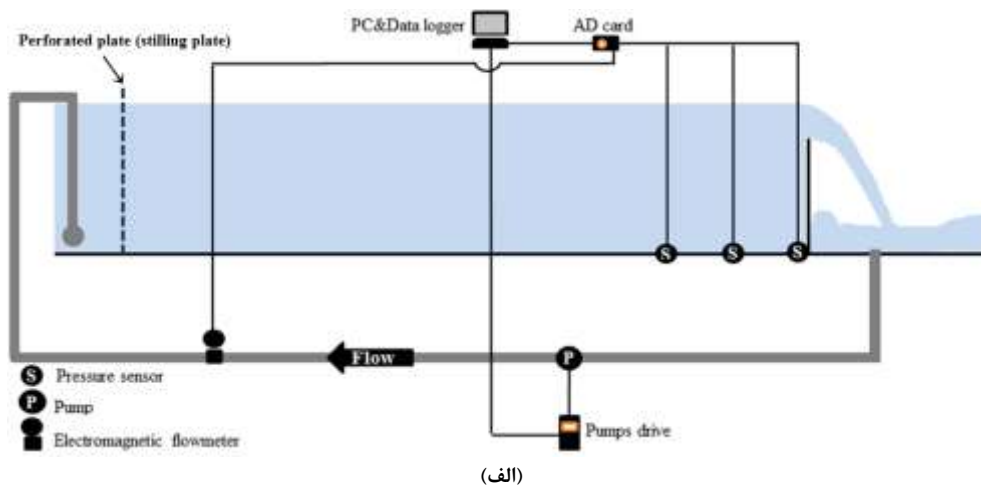 PC&Data logger
AD card
Perforated plate (stilling plate)
S
S
S
Flow
P
S Pressure sensor
P Pump
Electromagnetic flowmeter
Pumps drive
(الف)